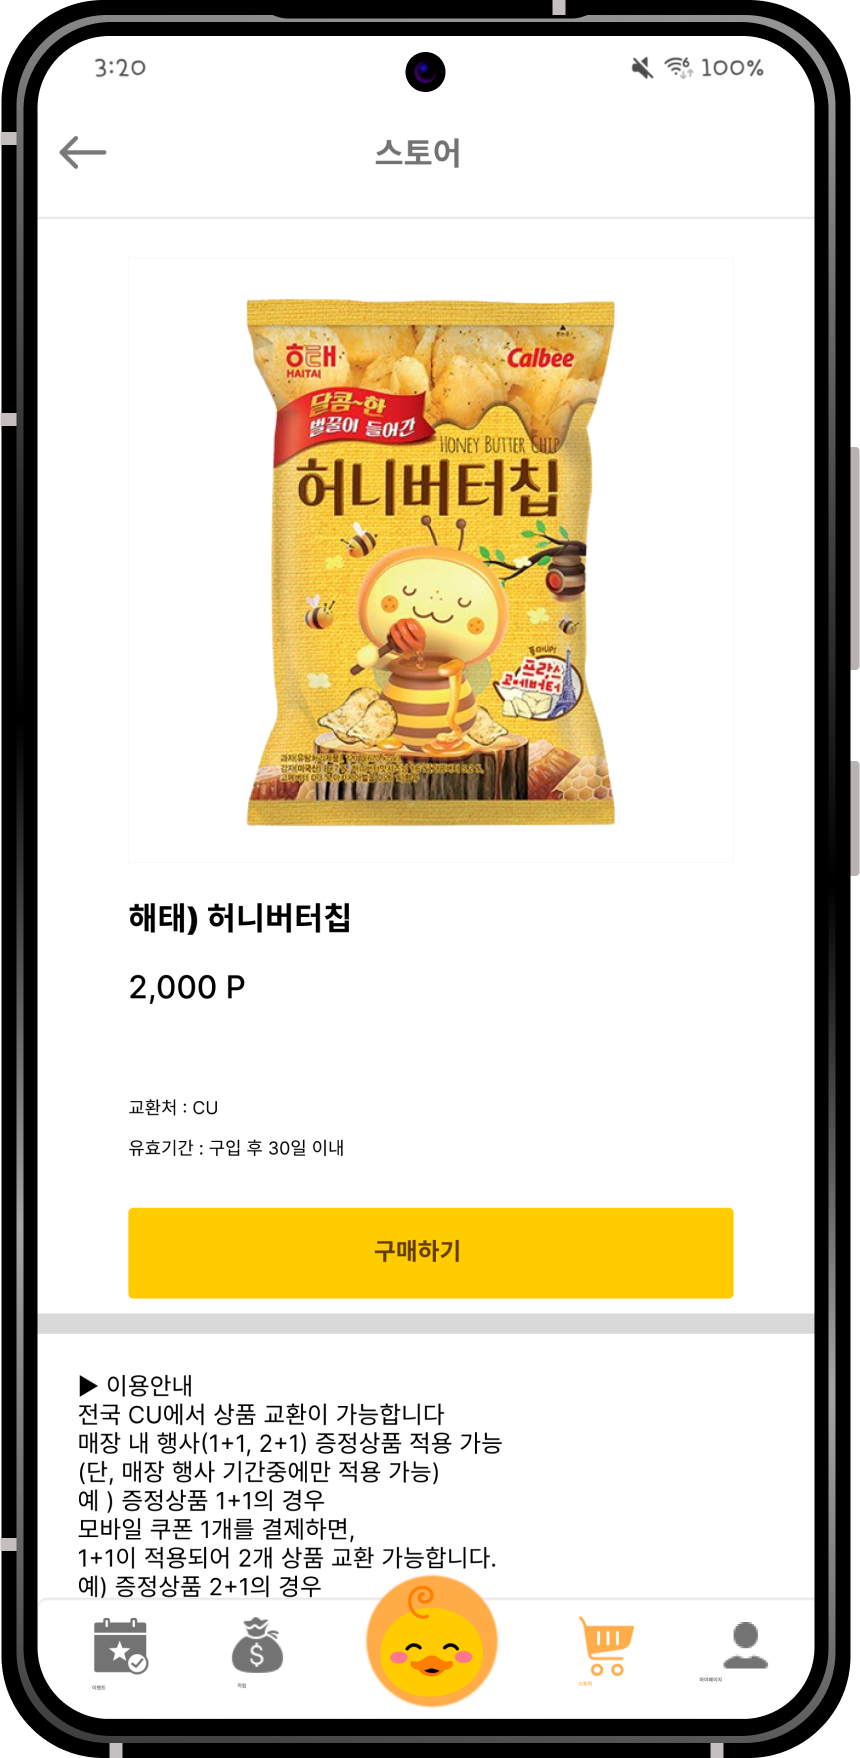 3:20
100%
스토어
해태
HAITAI
Calbee
달콤~한
벌꿀이 들어간
HONEY BUTTER CHIP
허니버터칩
프랑스
고메버터
해태) 허니버터칩
2,000 P
교환처 : CU
유효기간 : 구입 후 30일 이내
구매하기
▶ 이용안내
전국 CU에서 상품 교환이 가능합니다
매장 내 행사(1+1, 2+1) 증정상품 적용 가능
(단, 매장 행사 기간중에만 적용 가능)
예 ) 증정상품 1+1의 경우
모바일 쿠폰 1개를 결제하면,
1+1이 적용되어 2개 상품 교환 가능합니다.
예) 증정상품 2+1의 경우
이벤트
적립
스토어
마이페이지